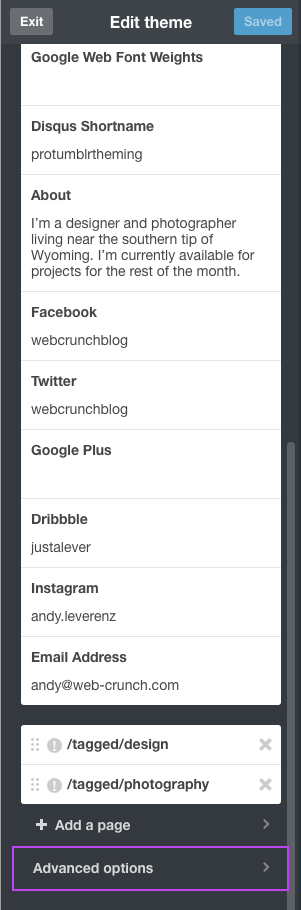 Exit
Edit theme
Saved
Google Web Font Weights
Disqus Shortname
protumblrtheming
About
I'm a designer and photographer
living near the southern tip of
Wyoming. I'm currently available for
projects for the rest of the month.
Facebook
webcrunchblog
Twitter
webcrunchblog
Google Plus
Dribbble
justalever
Instagram
andy.leverenz
Email Address
andy@web-crunch.com
/tagged/design
/tagged/photography
Add a page
Advanced options